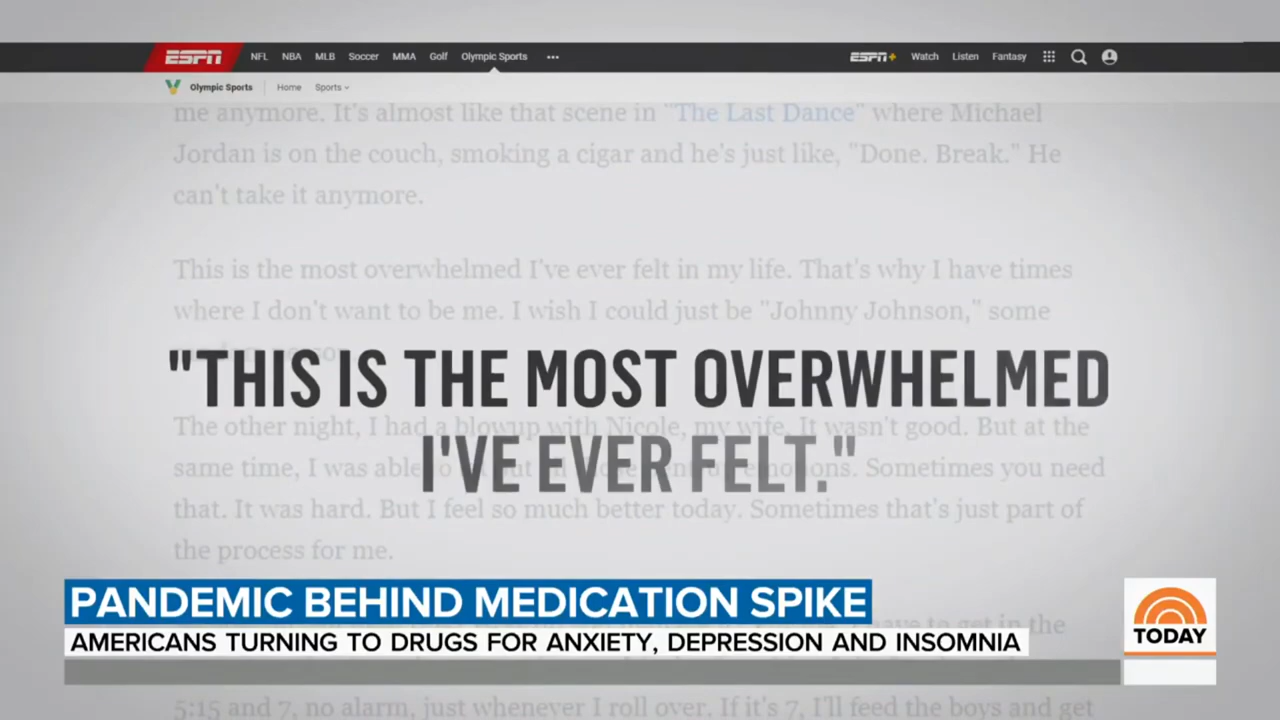 ESPN NFL NBA MLB Soccer MMA Golf Olympic Sports ... ESPN+ Watch Listen Fantasy
Olympic Sports Home Sports
me anymore. It's almost like that scene in "The Last Dance" where Michael
Jordan is on the couch, smoking a cigar and he's just like, "Done. Break." He
can't take it anymore.
This is the most overwhelmed I've ever felt in my life. That's why I have times
where I don't want to be me. I wish I could just be "Johnny Johnson," some
"THIS IS THE MOST OVERWHELMED
The other night, I had a blowup with Nicole, my wife. It wasn't good. But at the
I'VE EVER FELT."
same time, I was able emotions. Sometimes you need
that. It was hard. But I feel so much better today. Sometimes that's just part of
the process for me.
PANDEMIC BEHIND MEDICATION SPIKE
have to get in the
AMERICANS TURNING TO DRUGS FOR ANXIETY, DEPRESSION AND INSOMNIA
TODAY
5:15 and 7, no alarm, just whenever I roll over. If it's 7, I'll feed the boys and get